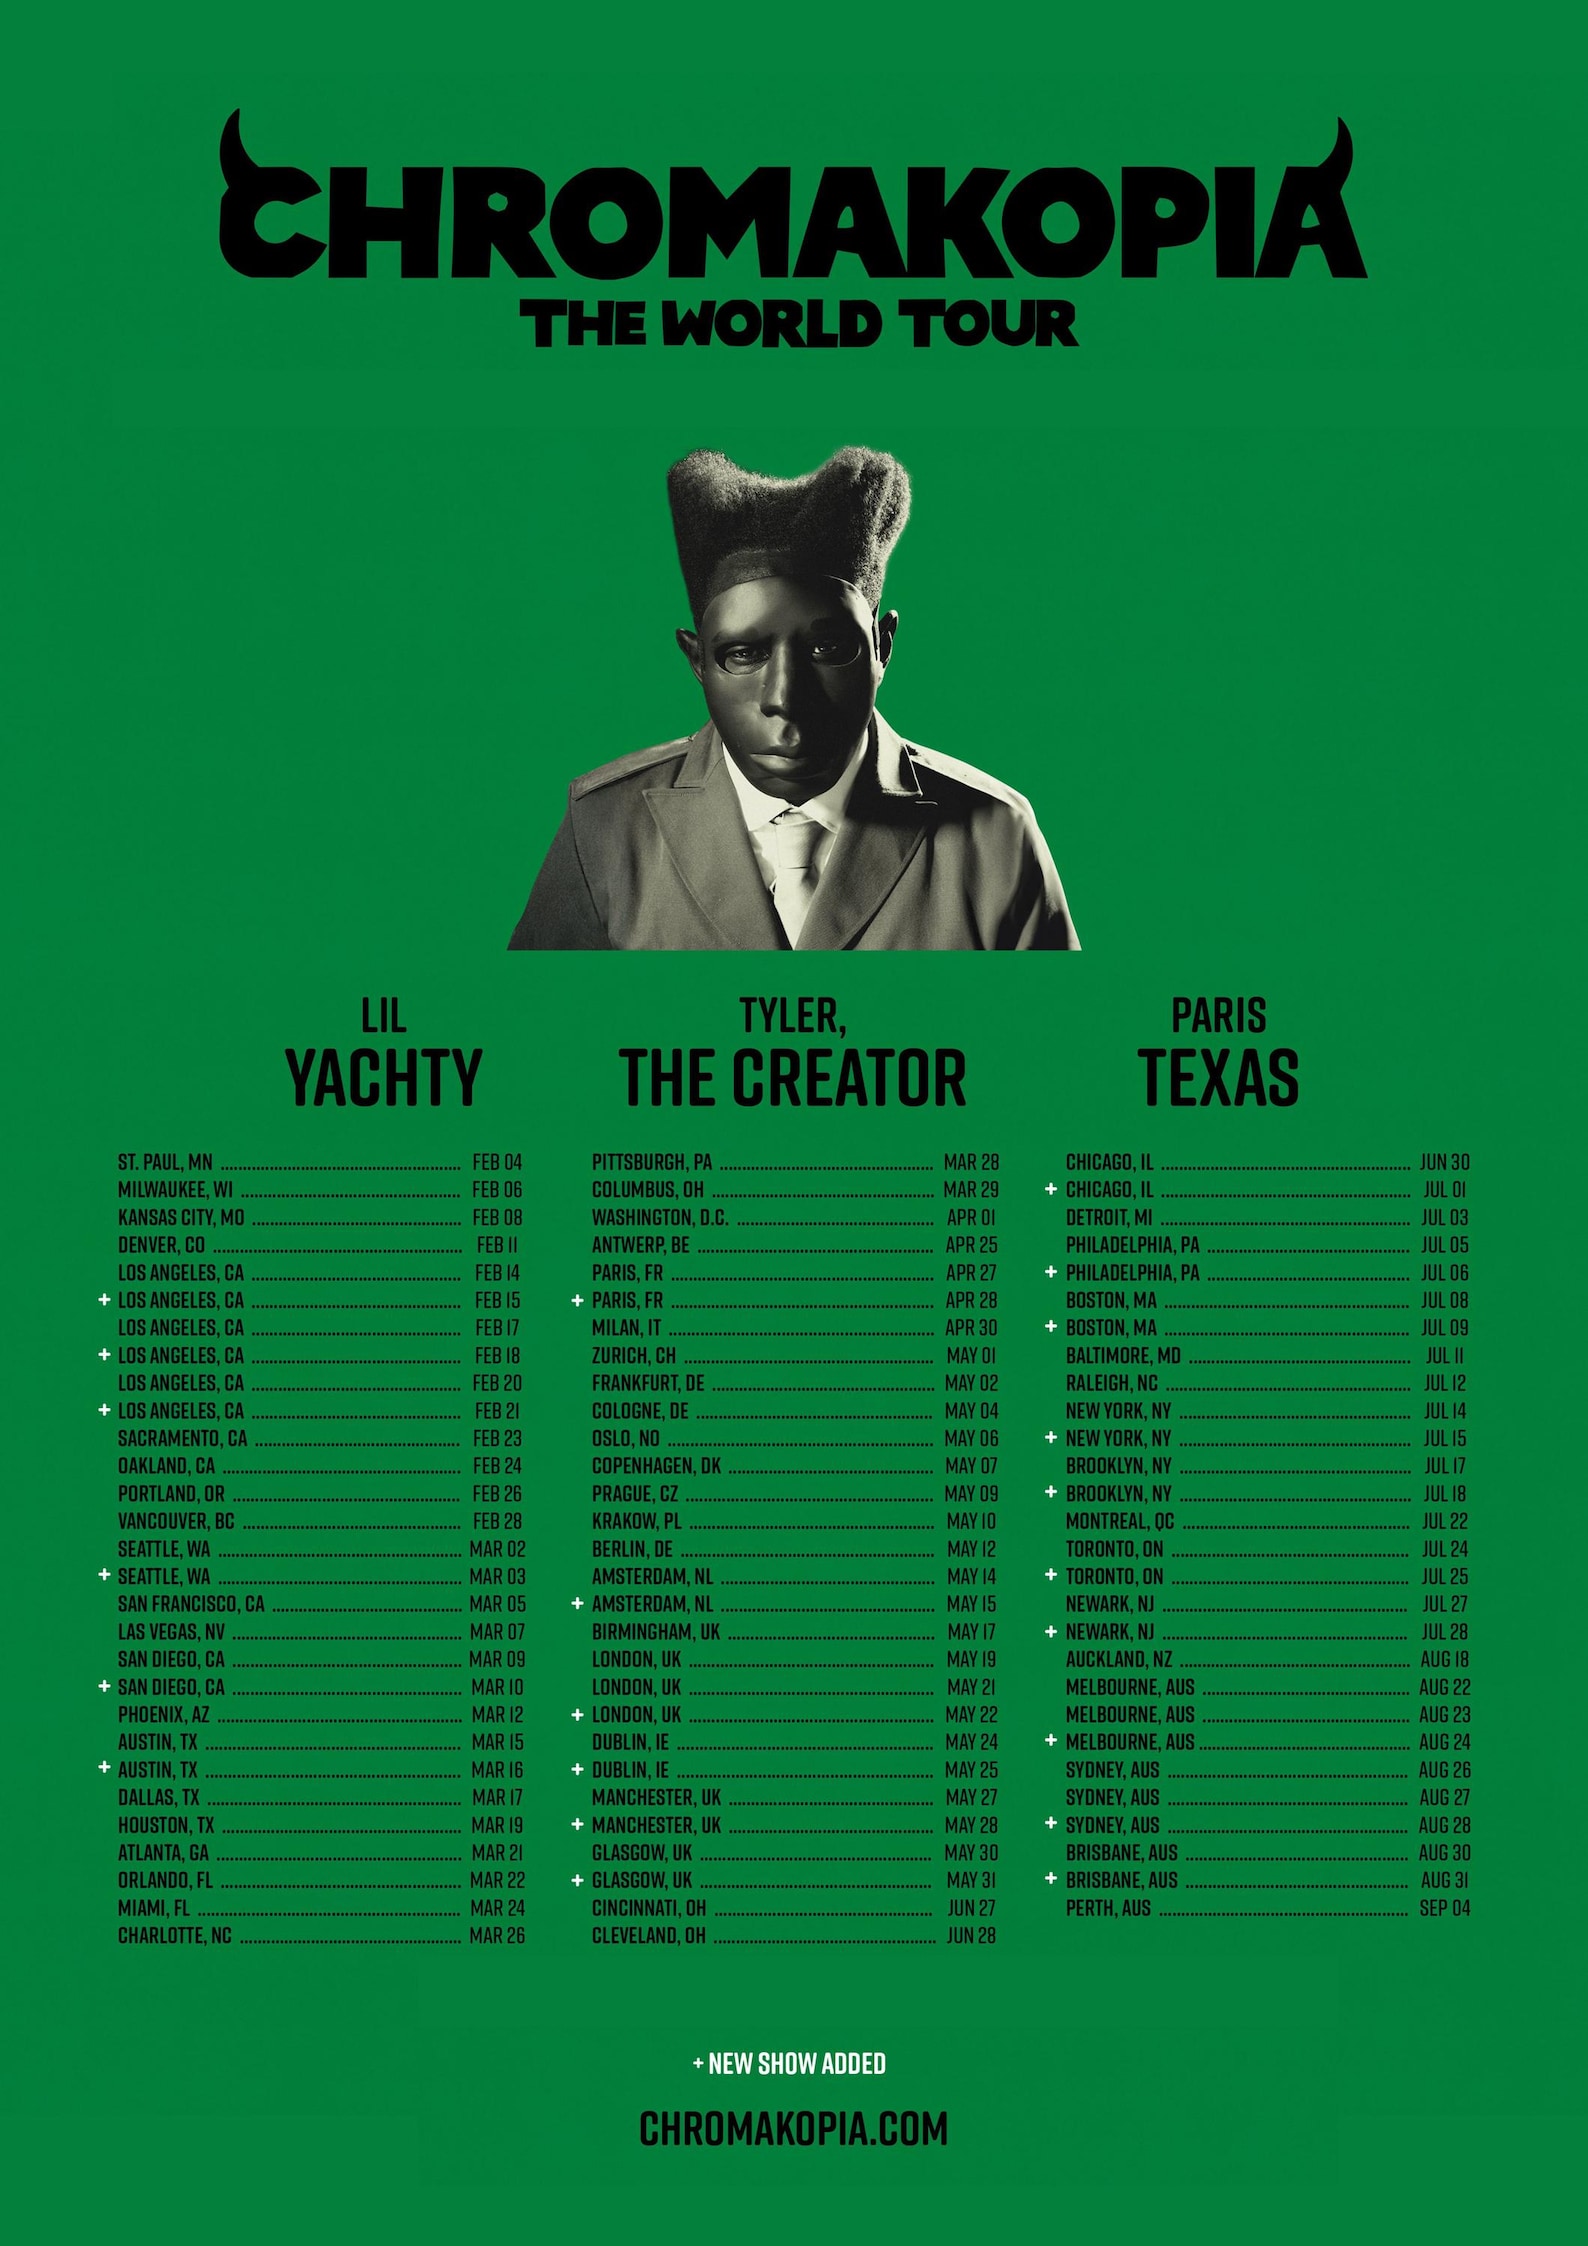 CHROMAKOPIA
THE WORLD TOUR
LIL
YACHTY
TYLER,
THE CREATOR
PARIS
TEXAS
ST. PAUL, MN ........ FEB 04
MILWAUKEE, WI ........ FEB 06
KANSAS CITY, MO ........ FEB 08
DENVER, CO ........ FEB 11
LOS ANGELES, CA ........ FEB 14
+ LOS ANGELES, CA ........ FEB 15
LOS ANGELES, CA ........ FEB 17
+ LOS ANGELES, CA ........ FEB 18
LOS ANGELES, CA ........ FEB 20
+ LOS ANGELES, CA ........ FEB 21
SACRAMENTO, CA ........ FEB 23
OAKLAND, CA ........ FEB 24
PORTLAND, OR ........ FEB 26
VANCOUVER, BC ........ FEB 28
SEATTLE, WA ........ MAR 02
+ SEATTLE, WA ........ MAR 03
SAN FRANCISCO, CA ........ MAR 05
LAS VEGAS, NV ........ MAR 07
SAN DIEGO, CA ........ MAR 09
+ SAN DIEGO, CA ........ MAR 10
PHOENIX, AZ ........ MAR 12
AUSTIN, TX ........ MAR 15
+ AUSTIN, TX ........ MAR 16
DALLAS, TX ........ MAR 17
HOUSTON, TX ........ MAR 19
ATLANTA, GA ........ MAR 21
ORLANDO, FL ........ MAR 22
MIAMI, FL ........ MAR 24
CHARLOTTE, NC ........ MAR 26
PITTSBURGH, PA ........ MAR 28
COLUMBUS, OH ........ MAR 29
WASHINGTON, D.C. ........ APR 01
ANTWERP, BE ........ APR 25
PARIS, FR ........ APR 27
+ PARIS, FR ........ APR 28
MILAN, IT ........ APR 30
ZURICH, CH ........ MAY 01
FRANKFURT, DE ........ MAY 02
COLOGNE, DE ........ MAY 04
OSLO, NO ........ MAY 06
COPENHAGEN, DK ........ MAY 07
PRAGUE, CZ ........ MAY 09
KRAKOW, PL ........ MAY 10
BERLIN, DE ........ MAY 12
AMSTERDAM, NL ........ MAY 14
+ AMSTERDAM, NL ........ MAY 15
BIRMINGHAM, UK ........ MAY 17
LONDON, UK ........ MAY 19
LONDON, UK ........ MAY 21
+ LONDON, UK ........ MAY 22
DUBLIN, IE ........ MAY 24
+ DUBLIN, IE ........ MAY 25
MANCHESTER, UK ........ MAY 27
+ MANCHESTER, UK ........ MAY 28
GLASGOW, UK ........ MAY 30
+ GLASGOW, UK ........ MAY 31
CINCINNATI, OH ........ JUN 27
CLEVELAND, OH ........ JUN 28
CHICAGO, IL ........ JUN 30
+ CHICAGO, IL ........ JUL 01
DETROIT, MI ........ JUL 03
PHILADELPHIA, PA ........ JUL 05
+ PHILADELPHIA, PA ........ JUL 06
BOSTON, MA ........ JUL 08
+ BOSTON, MA ........ JUL 09
BALTIMORE, MD ........ JUL 11
RALEIGH, NC ........ JUL 12
NEW YORK, NY ........ JUL 14
+ NEW YORK, NY ........ JUL 15
BROOKLYN, NY ........ JUL 17
+ BROOKLYN, NY ........ JUL 18
MONTREAL, QC ........ JUL 22
TORONTO, ON ........ JUL 24
+ TORONTO, ON ........ JUL 25
NEWARK, NJ ........ JUL 27
+ NEWARK, NJ ........ JUL 28
AUCKLAND, NZ ........ AUG 18
MELBOURNE, AUS ........ AUG 22
MELBOURNE, AUS ........ AUG 23
+ MELBOURNE, AUS ........ AUG 24
SYDNEY, AUS ........ AUG 26
SYDNEY, AUS ........ AUG 27
+ SYDNEY, AUS ........ AUG 28
BRISBANE, AUS ........ AUG 30
+ BRISBANE, AUS ........ AUG 31
PERTH, AUS ........ SEP 04
+ NEW SHOW ADDED
CHROMAKOPIA.COM